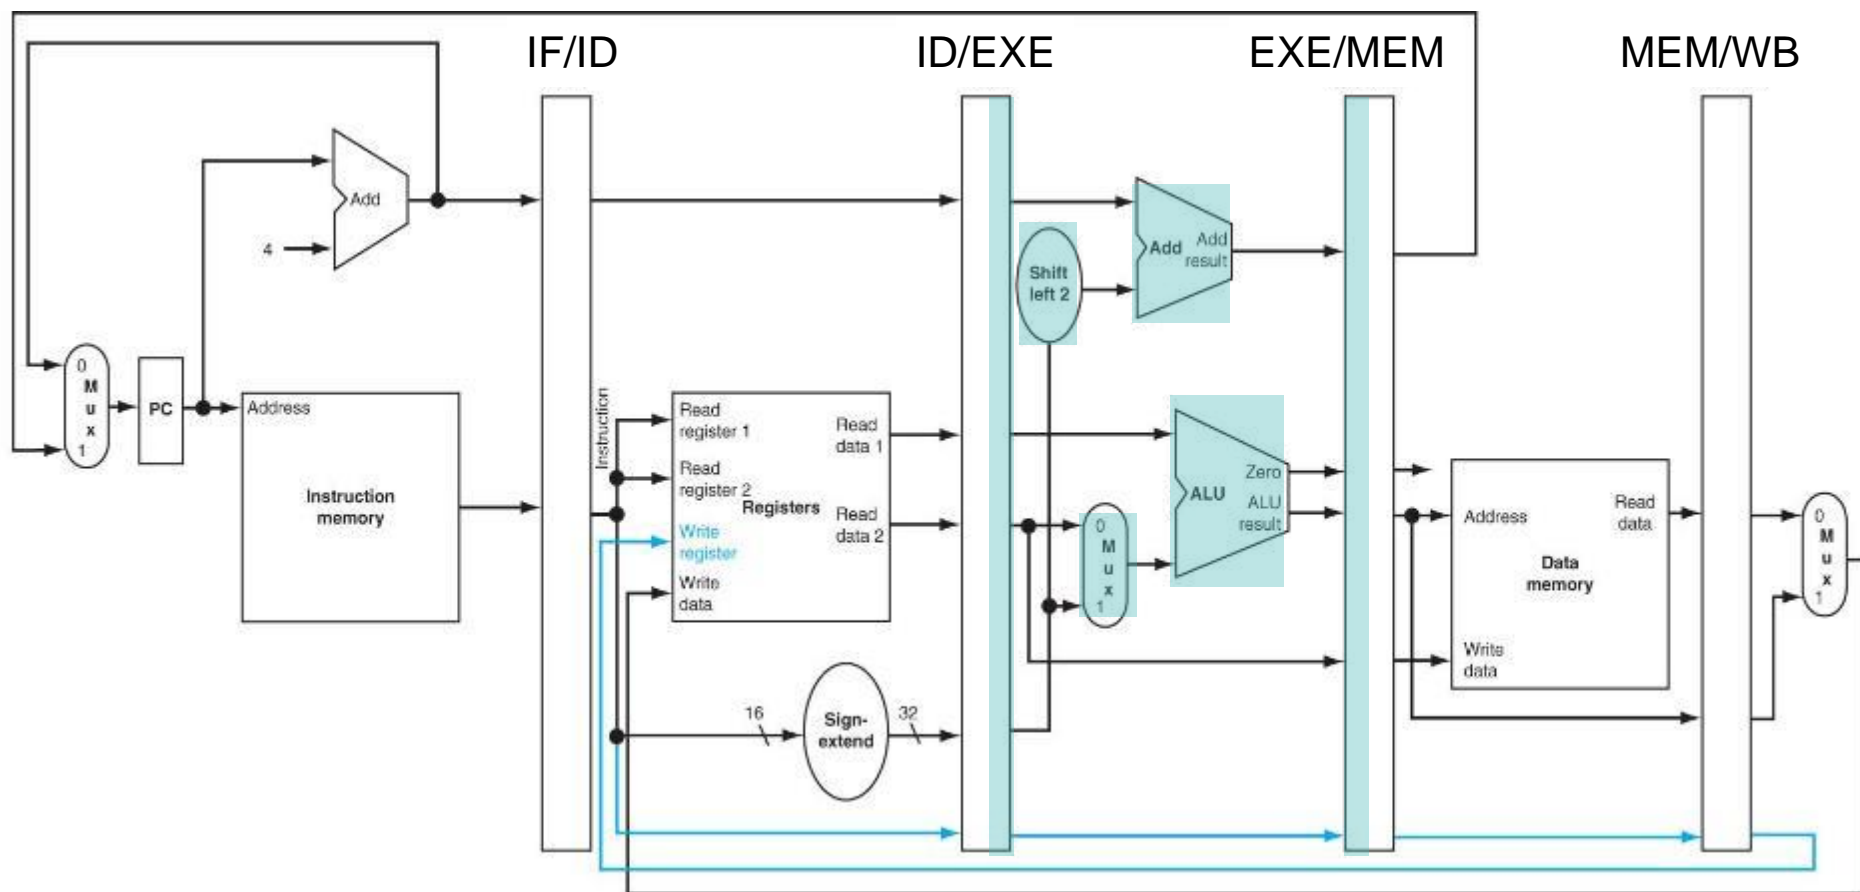 IF/ID
ID/EXE
EXE/MEM
MEM/WB
Add
4
0
M
u
x
1
PC
Address
Instruction
memory
Instruction
Read
register 1
Read
register 2
Registers
Write
register
Write
data
Read
data 1
Read
data 2
16
Sign-
extend
32
Shift
left 2
Add
Add
result
0
M
u
x
1
ALU
Zero
ALU
result
Address
Read
data
Data
memory
Write
data
0
M
u
x
1